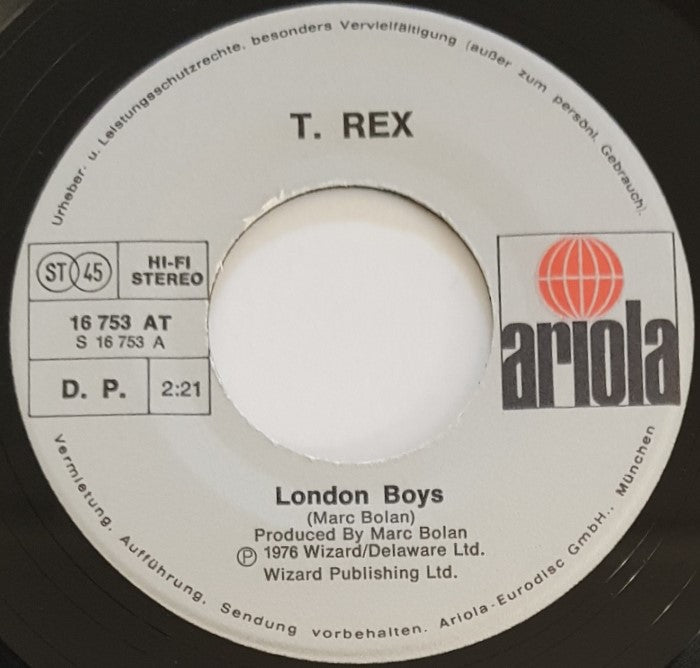 Urheber- u. Leistungsschutzrechte, besonders Vervielfältigung (außer zum persönl. Gebrauch),
T. REX
ST 45
HI-FI
STEREO
16 753 AT
S 16 753 A
D. P.
2:21
ariola
London Boys
(Marc Bolan)
Produced By Marc Bolan
Ⓟ 1976 Wizard/Delaware Ltd.
Wizard Publishing Ltd.
Vermietung, Aufführung, Sendung vorbehalten. Ariola-Eurodisc GmbH., München